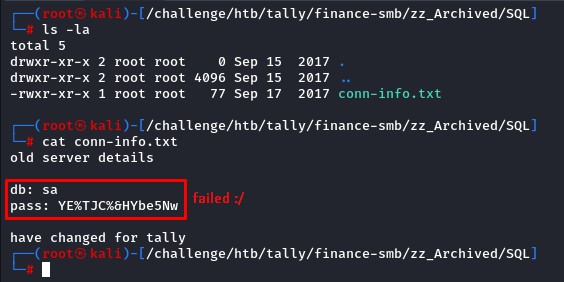 ┌──(root㉿kali)-[/challenge/htb/tally/finance-smb/zz_Archived/SQL]
└─# ls -la
total 5
drwxr-xr-x 2 root root    0 Sep 15  2017 .
drwxr-xr-x 2 root root 4096 Sep 15  2017 ..
-rwxr-xr-x 1 root root   77 Sep 17  2017 conn-info.txt
┌──(root㉿kali)-[/challenge/htb/tally/finance-smb/zz_Archived/SQL]
└─# cat conn-info.txt
old server details
db: sa
pass: YE%TJC%&HYbe5Nw failed :/
have changed for tally
┌──(root㉿kali)-[/challenge/htb/tally/finance-smb/zz_Archived/SQL]
└─#